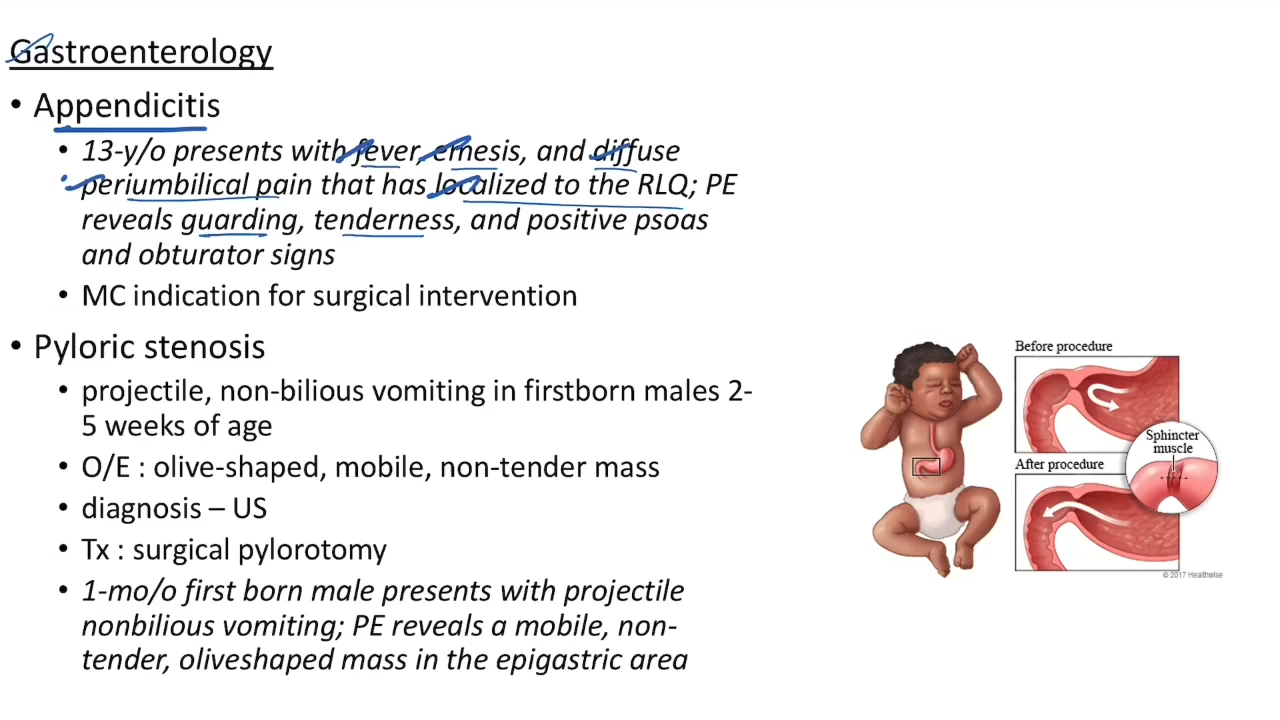 Gastroenterology
• Appendicitis
• 13-y/o presents with fever, emesis, and diffuse
periumbilical pain that has localized to the RLQ; PE
reveals guarding, tenderness, and positive psoas
and obturator signs
• MC indication for surgical intervention
• Pyloric stenosis
• projectile, non-bilious vomiting in firstborn males 2-
5 weeks of age
• O/E : olive-shaped, mobile, non-tender mass
• diagnosis – US
• Tx : surgical pylorotomy
• 1-mo/o first born male presents with projectile
nonbilious vomiting; PE reveals a mobile, non-
tender, oliveshaped mass in the epigastric area
Before procedure
Sphincter
muscle
After procedure
© 2017 Healthwise